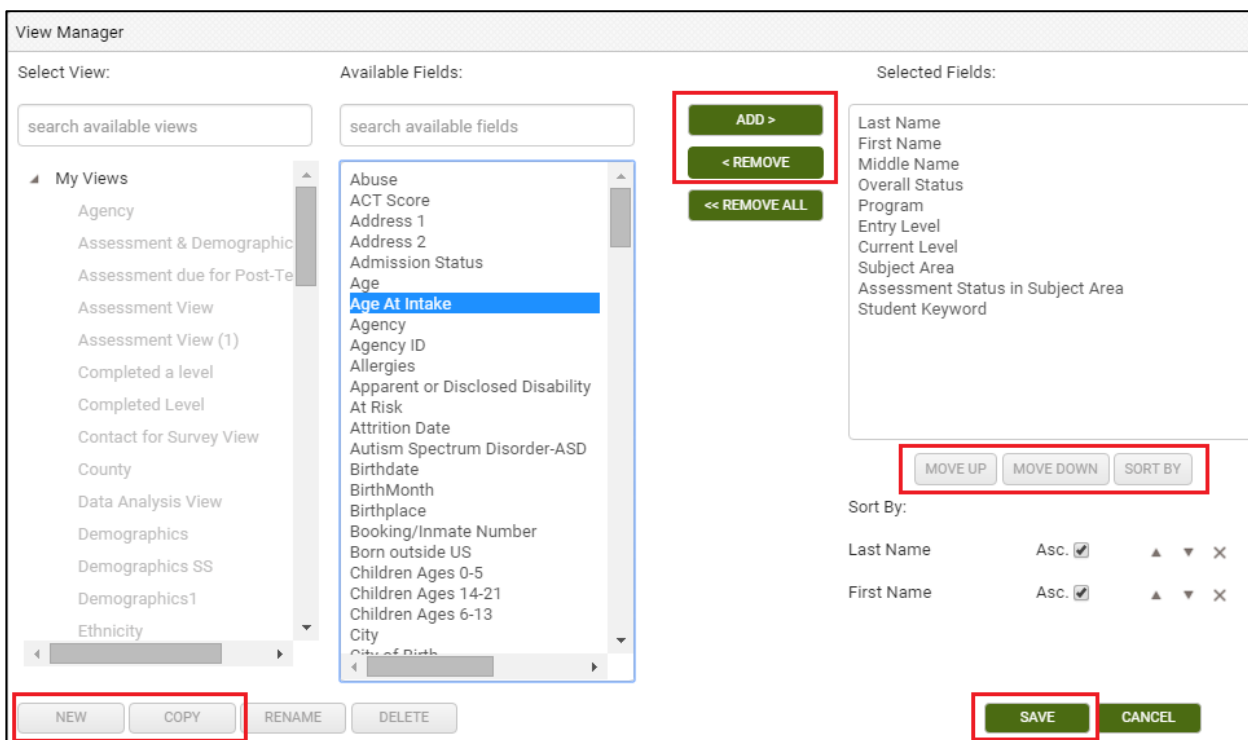 View Manager
Select View:
search available views
My Views
Agency
Assessment & Demographic
Assessment due for Post-Te
Assessment View
Assessment View (1)
Completed a level
Completed Level
Contact for Survey View
County
Data Analysis View
Demographics
Demographics SS
Demographics1
Ethnicity
NEW
COPY
RENAME
DELETE
Available Fields:
search available fields
Abuse
ACT Score
Address 1
Address 2
Admission Status
Age
Age At Intake
Agency
Agency ID
Allergies
Apparent or Disclosed Disability
At Risk
Attrition Date
Autism Spectrum Disorder-ASD
Birthdate
BirthMonth
Birthplace
Booking/Inmate Number
Born outside US
Children Ages 0-5
Children Ages 14-21
Children Ages 6-13
City
City of Birth
ADD >
< REMOVE
<< REMOVE ALL
Selected Fields:
Last Name
First Name
Middle Name
Overall Status
Program
Entry Level
Current Level
Subject Area
Assessment Status in Subject Area
Student Keyword
MOVE UP
MOVE DOWN
SORT BY
Sort By:
Last Name Asc.
First Name Asc.
SAVE
CANCEL